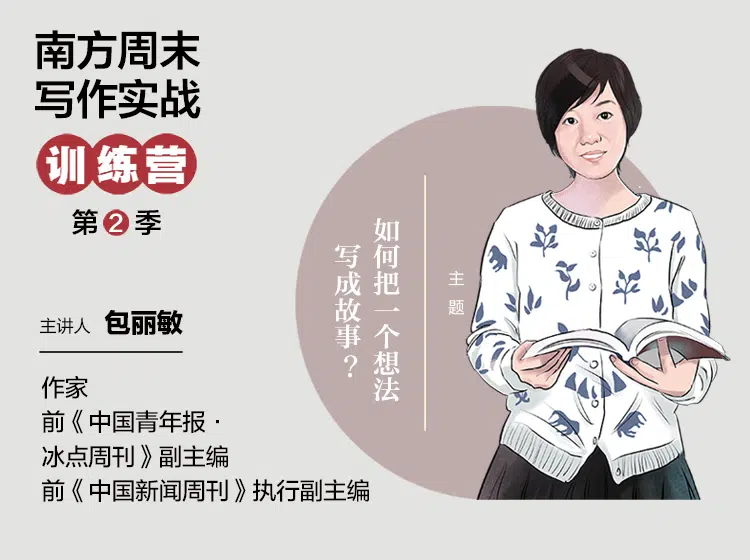 南方周末
写作实战
训练营
第2季
主讲人 包丽敏
作家
前《中国青年报·
冰点周刊》副主编
前《中国新闻周刊》执行副主编
主题
如何把一个想法
写成故事？